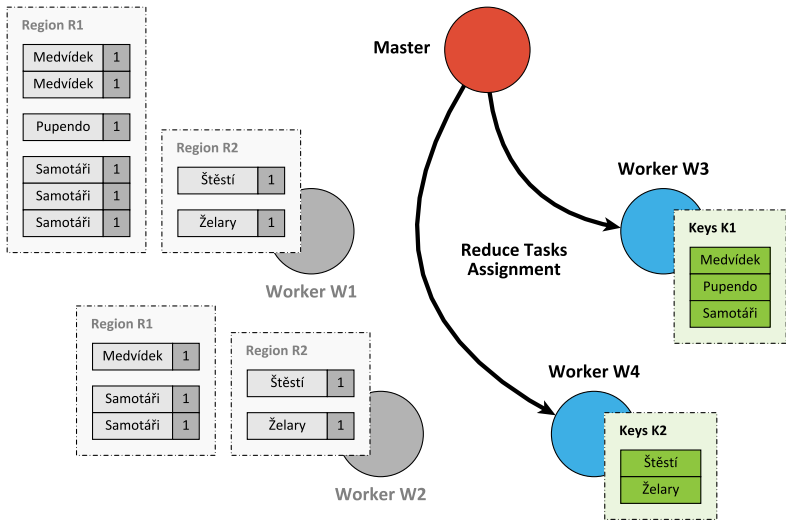 Region R1
Medvídek 1
Medvídek 1
Pupendo 1
Samotáři 1
Samotáři 1
Samotáři 1
Region R2
Štěstí 1
Želary 1
Worker W1
Region R1
Medvídek 1
Samotáři 1
Samotáři 1
Region R2
Štěstí 1
Želary 1
Worker W2
Master
Reduce Tasks
Assignment
Worker W3
Keys K1
Medvídek
Pupendo
Samotáři
Worker W4
Keys K2
Štěstí
Želary